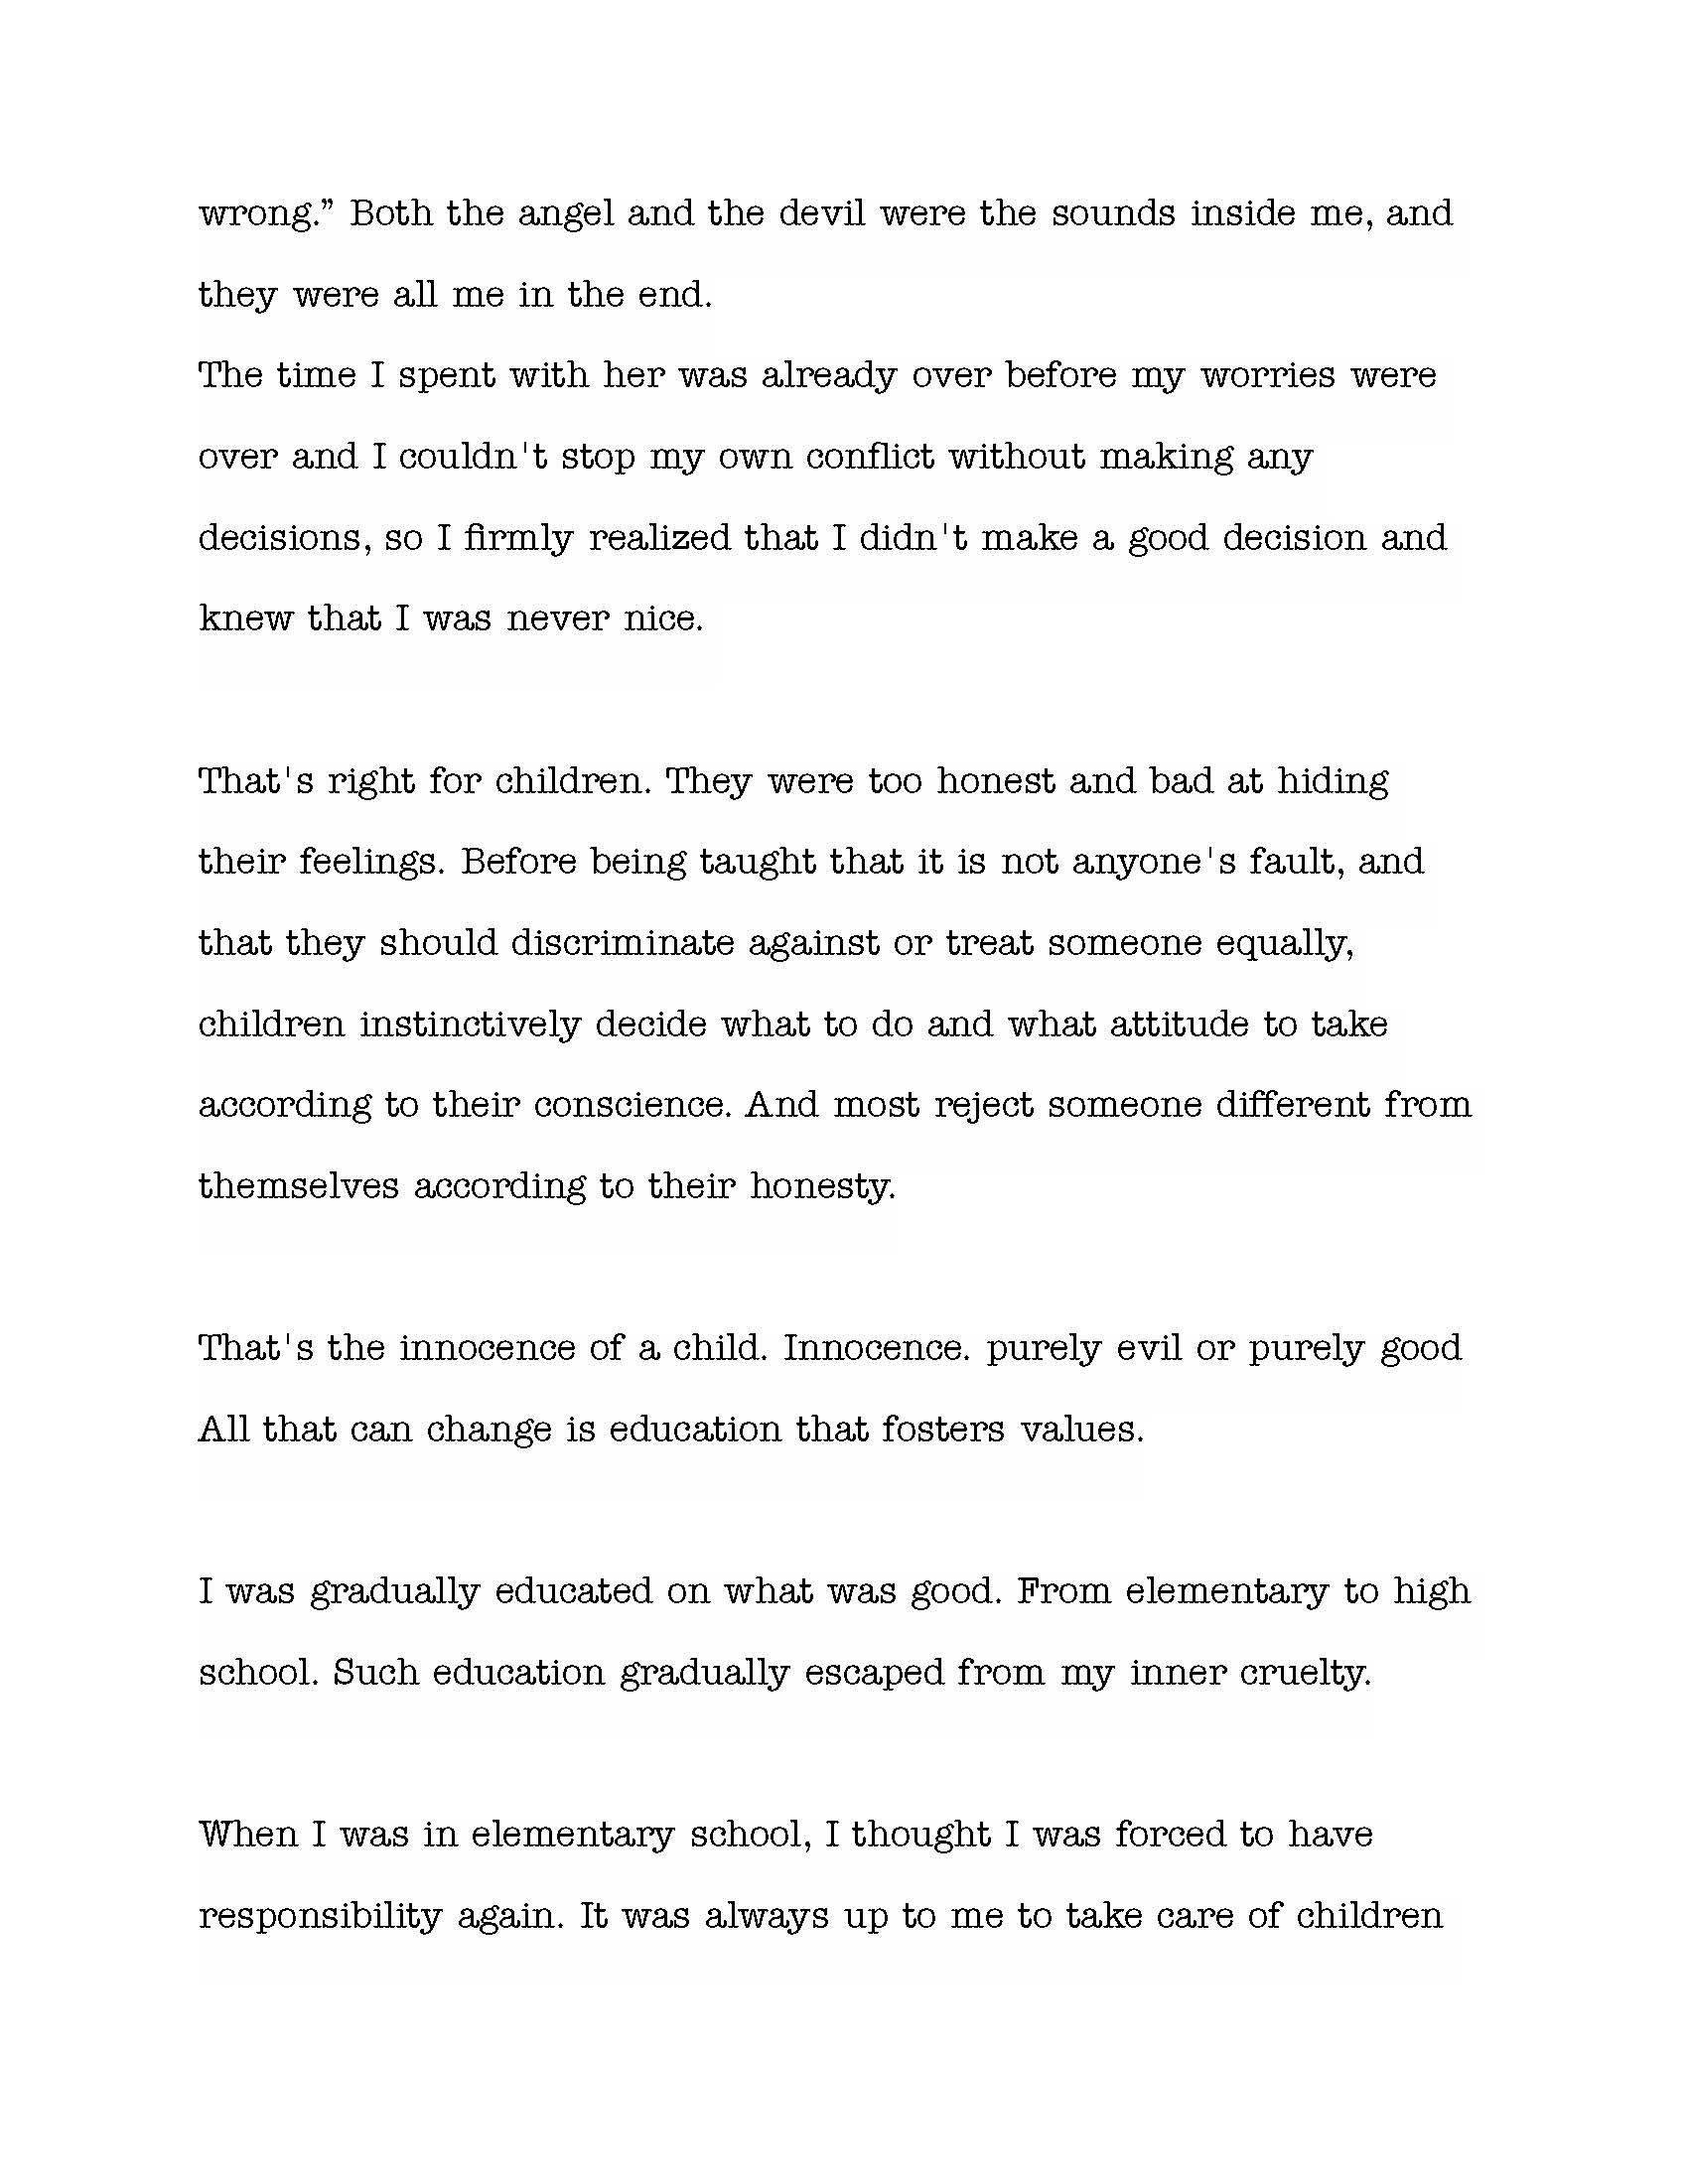 wrong.” Both the angel and the devil were the sounds inside me, and
they were all me in the end.
The time I spent with her was already over before my worries were
over and I couldn't stop my own conflict without making any
decisions, so I firmly realized that I didn't make a good decision and
knew that I was never nice.
That's right for children. They were too honest and bad at hiding
their feelings. Before being taught that it is not anyone's fault, and
that they should discriminate against or treat someone equally,
children instinctively decide what to do and what attitude to take
according to their conscience. And most reject someone different from
themselves according to their honesty.
That's the innocence of a child. Innocence. purely evil or purely good
All that can change is education that fosters values.
I was gradually educated on what was good. From elementary to high
school. Such education gradually escaped from my inner cruelty.
When I was in elementary school, I thought I was forced to have
responsibility again. It was always up to me to take care of children